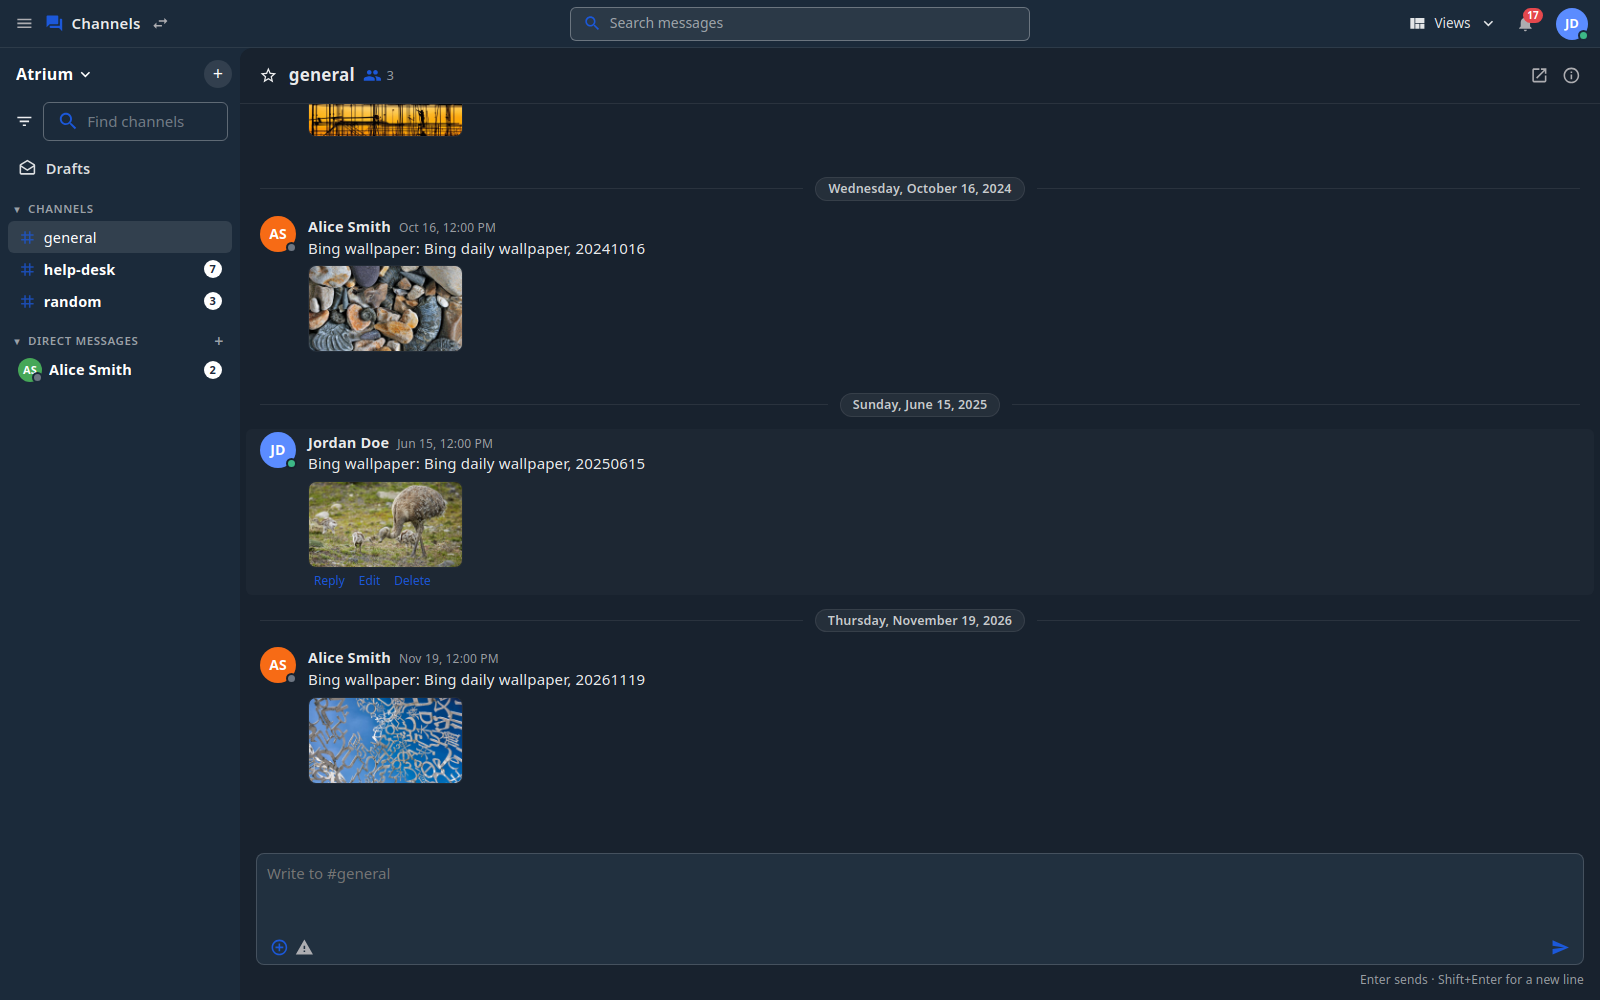 Channels
Search messages
Views
17
JD
Atrium
+
Find channels
Drafts
CHANNELS
general
help-desk
7
random
3
DIRECT MESSAGES
+
AS
Alice Smith
2
general
3
Wednesday, October 16, 2024
AS
Alice Smith Oct 16, 12:00 PM
Bing wallpaper: Bing daily wallpaper, 20241016
Sunday, June 15, 2025
JD
Jordan Doe Jun 15, 12:00 PM
Bing wallpaper: Bing daily wallpaper, 20250615
Reply Edit Delete
Thursday, November 19, 2026
AS
Alice Smith Nov 19, 12:00 PM
Bing wallpaper: Bing daily wallpaper, 20261119
Write to #general
Enter sends · Shift+Enter for a new line